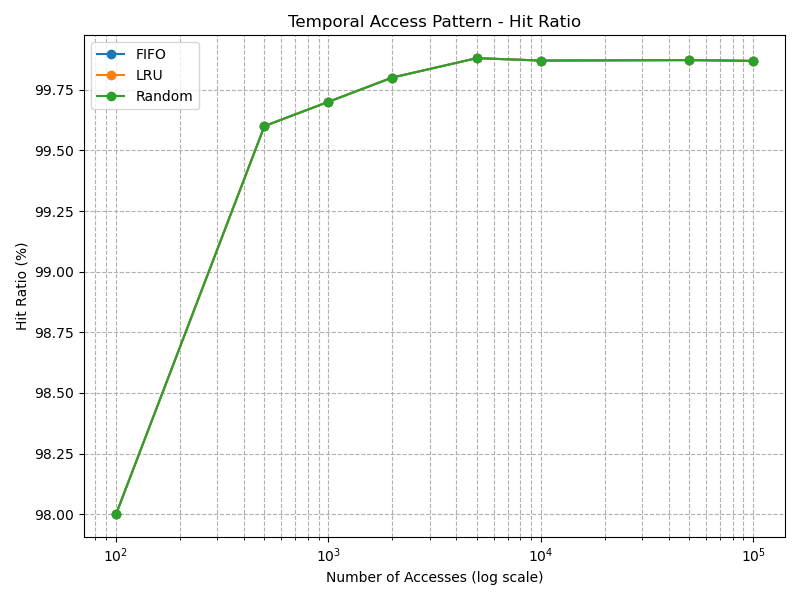 Temporal Access Pattern - Hit Ratio
FIFO
LRU
Random
99.75
99.50
99.25
99.00
98.75
98.50
98.25
98.00
Hit Ratio (%)
10² 10³ 10⁴ 10⁵
Number of Accesses (log scale)